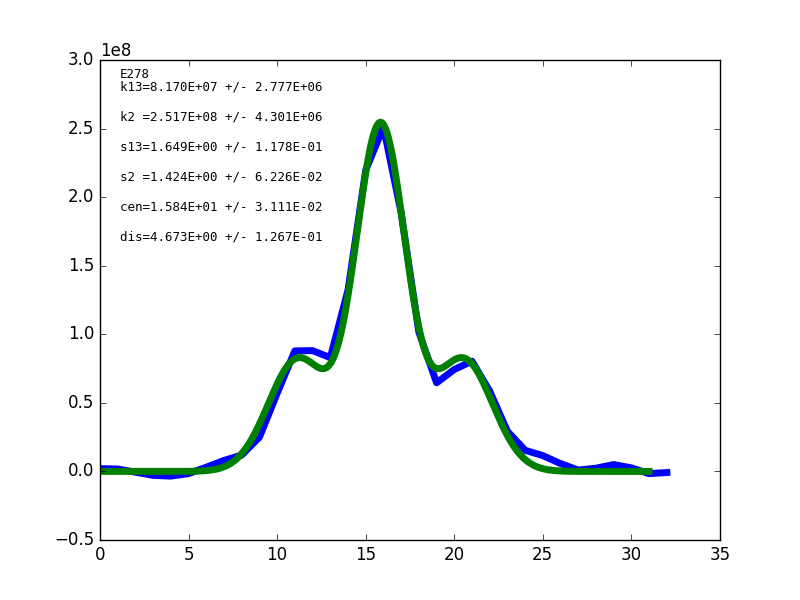 1e8
3.0
2.5
2.0
1.5
1.0
0.5
0.0
−0.5
E278
k13=8.170E+07 +/- 2.777E+06
k2 =2.517E+08 +/- 4.301E+06
s13=1.649E+00 +/- 1.178E-01
s2 =1.424E+00 +/- 6.226E-02
cen=1.584E+01 +/- 3.111E-02
dis=4.673E+00 +/- 1.267E-01
0 5 10 15 20 25 30 35